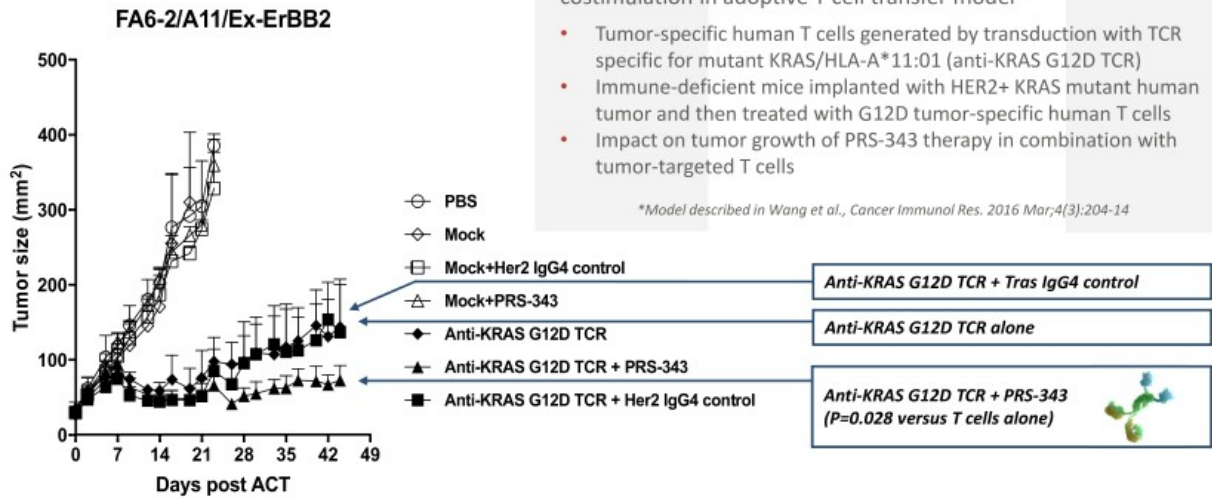 FA6-2/A11/Ex-ErBB2
• Tumor-specific human T cells generated by transduction with TCR
specific for mutant KRAS/HLA-A*11:01 (anti-KRAS G12D TCR)
• Immune-deficient mice implanted with HER2+ KRAS mutant human
tumor and then treated with G12D tumor-specific human T cells
• Impact on tumor growth of PRS-343 therapy in combination with
tumor-targeted T cells
*Model described in Wang et al., Cancer Immunol Res. 2016 Mar;4(3):204-14
Tumor size (mm²)
500
400
300
200
100
0
0 7 14 21 28 35 42 49
Days post ACT
PBS
Mock
Mock+Her2 IgG4 control
Mock+PRS-343
Anti-KRAS G12D TCR
Anti-KRAS G12D TCR + PRS-343
Anti-KRAS G12D TCR + Her2 IgG4 control
Anti-KRAS G12D TCR + Tras IgG4 control
Anti-KRAS G12D TCR alone
Anti-KRAS G12D TCR + PRS-343
(P=0.028 versus T cells alone)